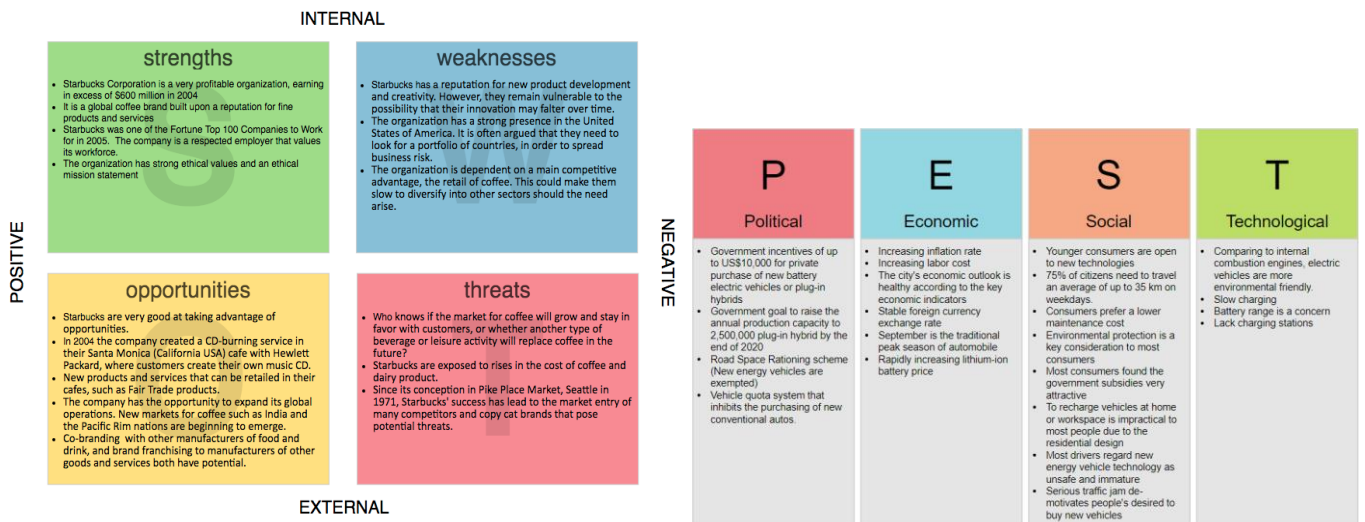 INTERNAL
POSITIVE
strengths
• Starbucks Corporation is a very profitable organization, earning
in excess of $600 million in 2004
• It is a global coffee brand built upon a reputation for fine
products and services
• Starbucks was one of the Fortune Top 100 Companies to Work
for in 2005. The company is a respected employer that values
its workforce.
• The organization has strong ethical values and an ethical
mission statement
S
weaknesses
• Starbucks has a reputation for new product development
and creativity. However, they remain vulnerable to the
possibility that their innovation may falter over time.
• The organization has a strong presence in the United
States of America. It is often argued that they need to
look for a portfolio of countries, in order to spread
business risk.
• The organization is dependent on a main competitive
advantage, the retail of coffee. This could make them
slow to diversify into other sectors should the need
arise.
W
opportunities
• Starbucks are very good at taking advantage of
opportunities.
• In 2004 the company created a CD-burning service in
their Santa Monica (California USA) cafe with Hewlett
Packard, where customers create their own music CD.
• New products and services that can be retailed in their
cafes, such as Fair Trade products.
• The company has the opportunity to expand its global
operations. New markets for coffee such as India and
the Pacific Rim nations are beginning to emerge.
• Co-branding with other manufacturers of food and
drink, and brand franchising to manufacturers of other
goods and services both have potential.
O
threats
• Who knows if the market for coffee will grow and stay in
favor with customers, or whether another type of
beverage or leisure activity will replace coffee in the
future?
• Starbucks are exposed to rises in the cost of coffee and
dairy product.
• Since its conception in Pike Place Market, Seattle in
1971, Starbucks' success has lead to the market entry of
many competitors and copy cat brands that pose
potential threats.
T
NEGATIVE
EXTERNAL
P
Political
• Government incentives of up
to US$10,000 for private
purchase of new battery
electric vehicles or plug-in
hybrids
• Government goal to raise the
annual production capacity to
2,500,000 plug-in hybrid by the
end of 2020
• Road Space Rationing scheme
(New energy vehicles are
exempted)
• Vehicle quota system that
inhibits the purchasing of new
conventional autos.
E
Economic
• Increasing inflation rate
• Increasing labor cost
• The city's economic outlook is
healthy according to the key
economic indicators
• Stable foreign currency
exchange rate
• September is the traditional
peak season of automobile
• Rapidly increasing lithium-ion
battery price
S
Social
• Younger consumers are open
to new technologies
• 75% of citizens need to travel
an average of up to 35 km on
weekdays.
• Consumers prefer a lower
maintenance cost
• Environmental protection is a
key consideration to most
consumers
• Most consumers found the
government subsidies very
attractive
• To recharge vehicles at home
or workspace is impractical to
most people due to the
residential design
• Most drivers regard new
energy vehicle technology as
unsafe and immature
• Serious traffic jam de-
motivates people's desired to
buy new vehicles
T
Technological
• Comparing to internal
combustion engines, electric
vehicles are more
environmental friendly.
• Slow charging
• Battery range is a concern
• Lack charging stations